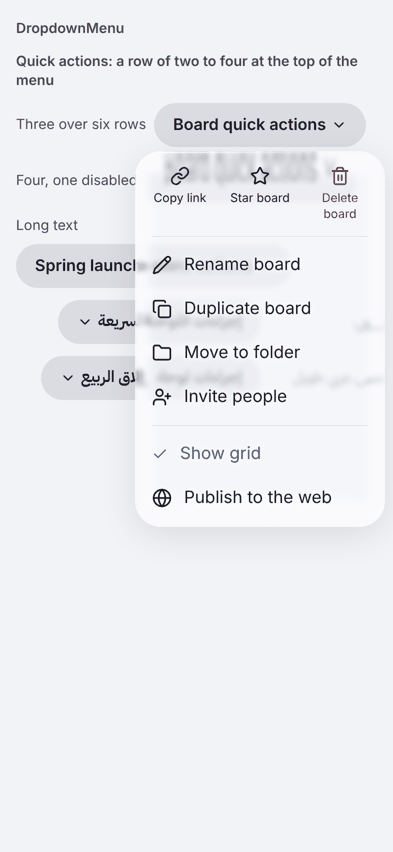 DropdownMenu
Quick actions: a row of two to four at the top of the
menu
Three over six rows
Board quick actions
Four, one disabled
Copy link
Star board
Delete
board
Long text
Spring launch
Rename board
Duplicate board
Move to folder
Invite people
Show grid
Publish to the web
سريعة
الربيع